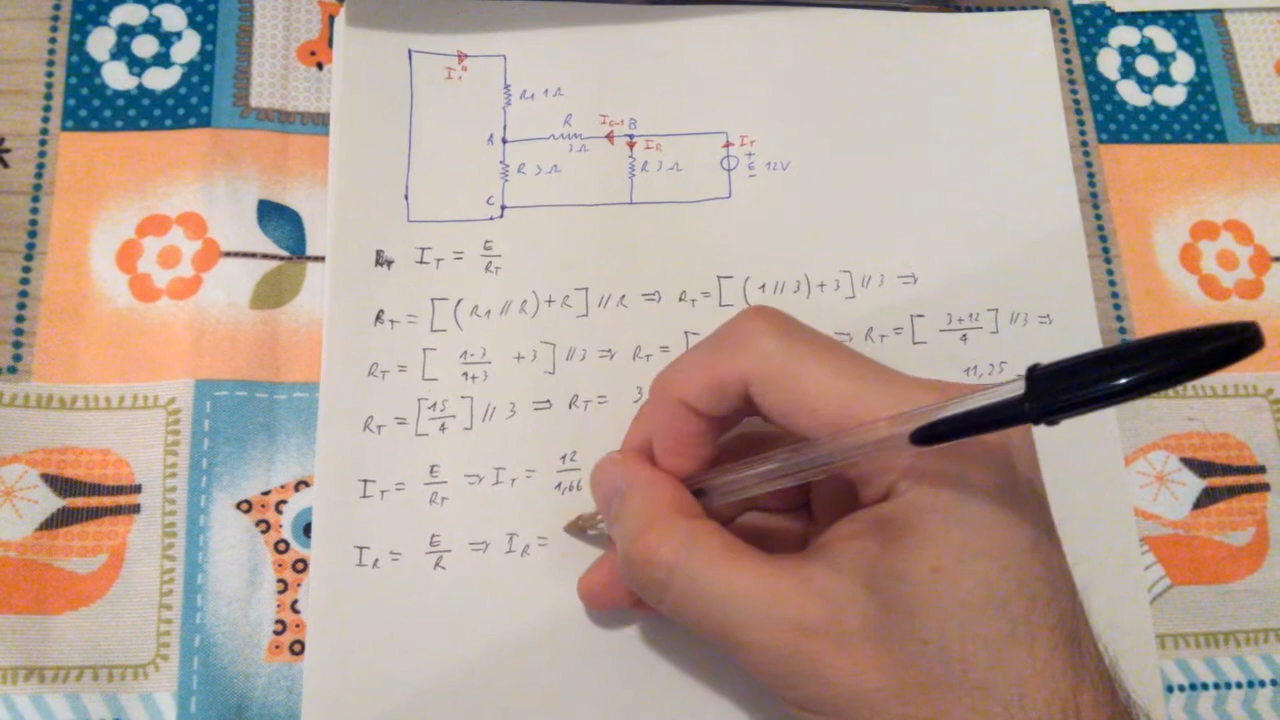 I₁"
R₁ 1Ω
A
R
3Ω
I_C-1 B
I_R
I_T
R 3Ω
R 3Ω
+ E - 12V
C
I_T = E/R_T
R_T = [(R₁//R)+R]//R ⇒ R_T = [(1//3)+3]//3 ⇒
R_T = [1·3/1+3 +3]//3 ⇒ R_T = [ ⇒ R_T = [3+12/4]//3 ⇒
R_T = [15/4]//3 ⇒ R_T = 3 11,25
I_T = E/R_T ⇒ I_T = 12/1,66
I_R = E/R ⇒ I_R =